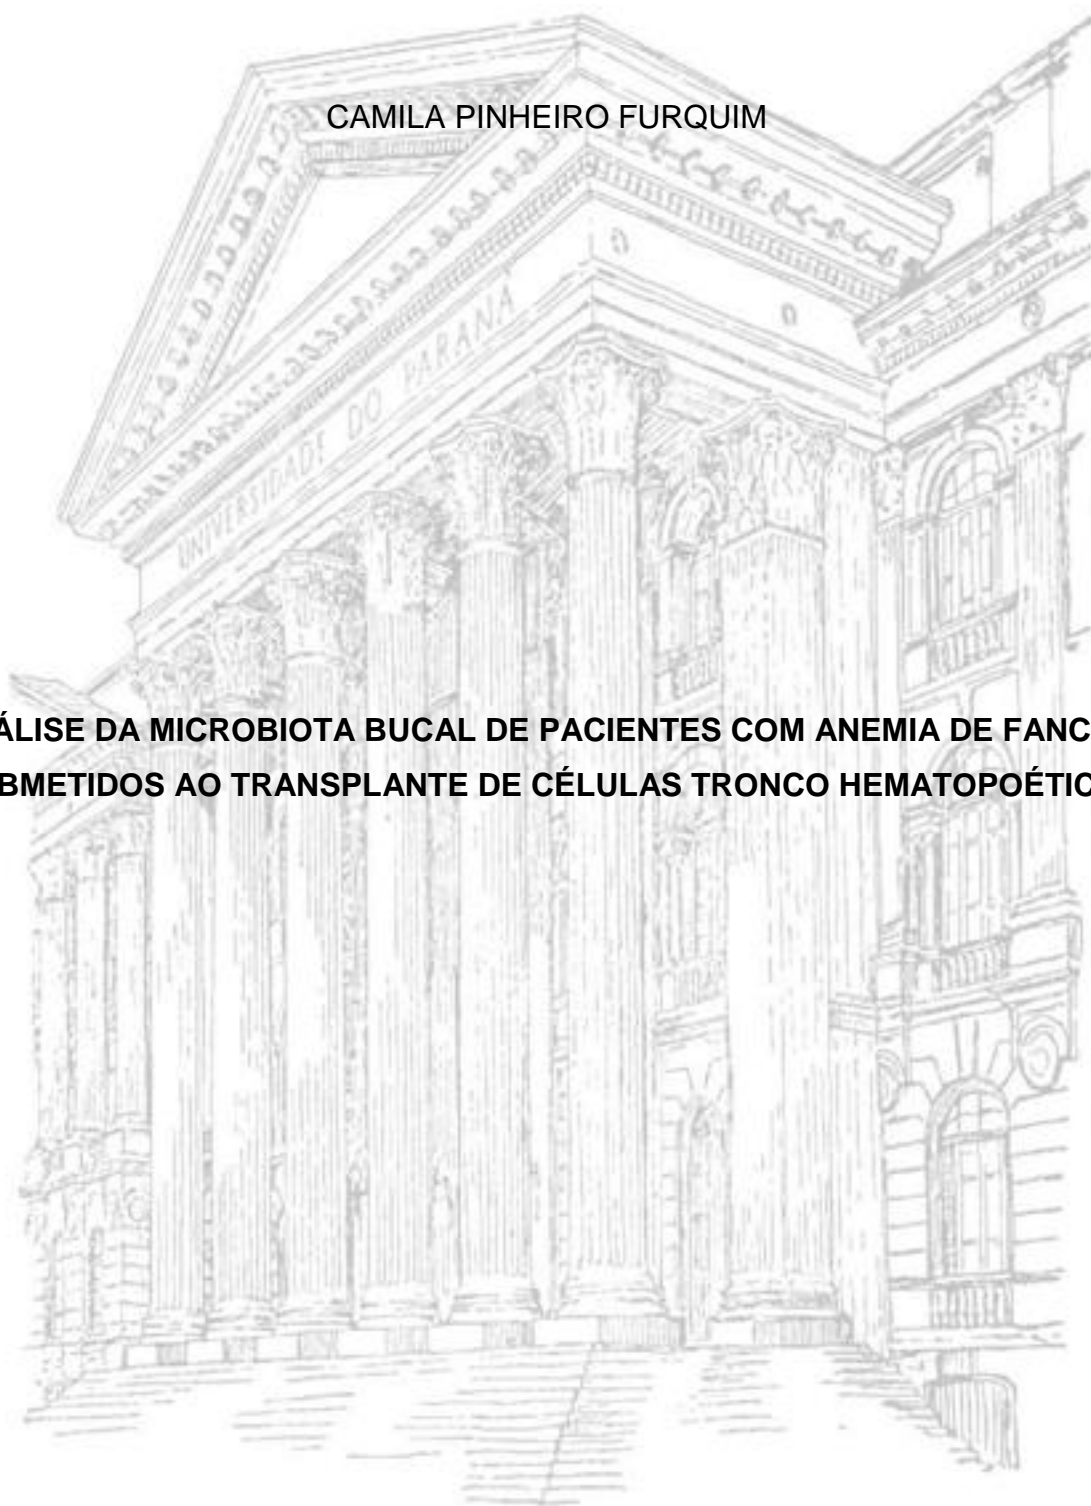 CAMILA PINHEIRO FURQUIM
UNIVERSIDADE DO PARANÁ
ÁLISE DA MICROBIOTA BUCAL DE PACIENTES COM ANEMIA DE FANC
BMETIDOS AO TRANSPLANTE DE CÉLULAS TRONCO HEMATOPOÉTIC